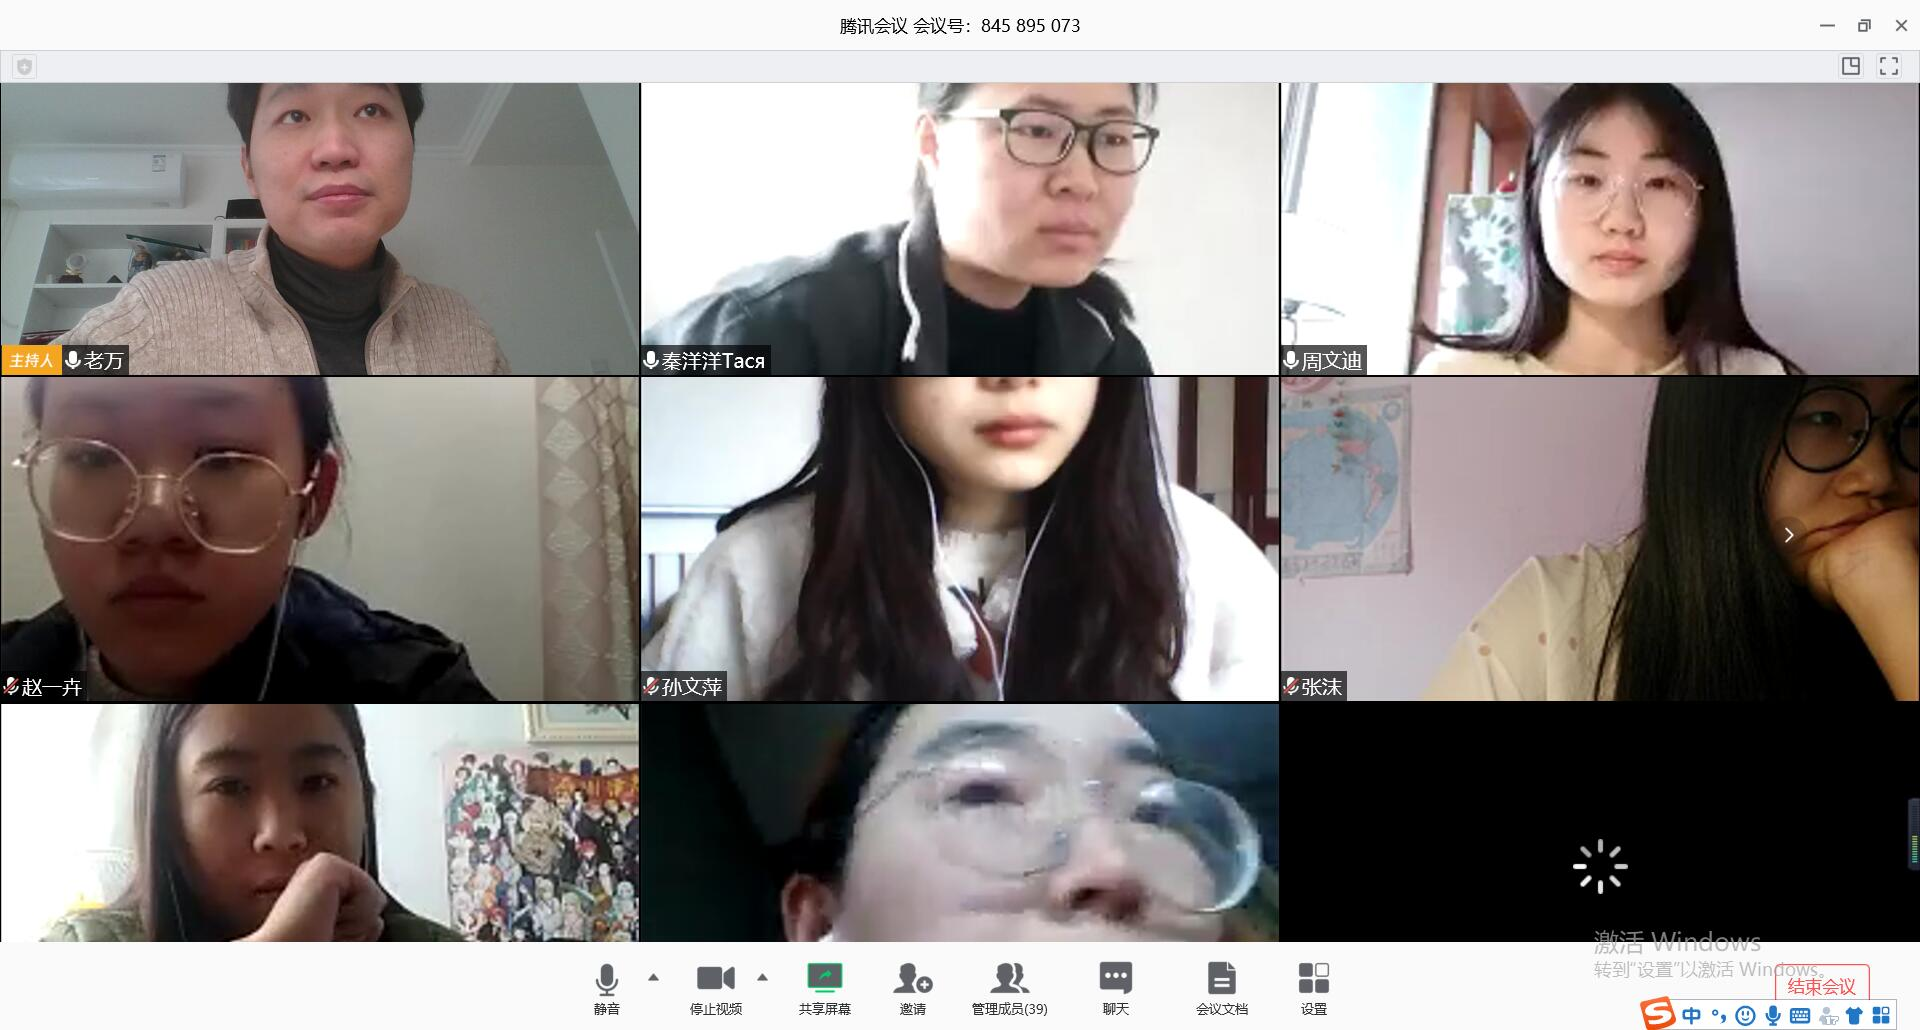 腾讯会议 会议号：845 895 073
主持人 老万
秦洋洋Тася
周文迪
赵一卉
孙文萍
张沫
激活 Windows
转到“设置”以激活 Windows。
静音
停止视频
共享屏幕
邀请
管理成员(39)
聊天
会议文档
设置
结束会议
中